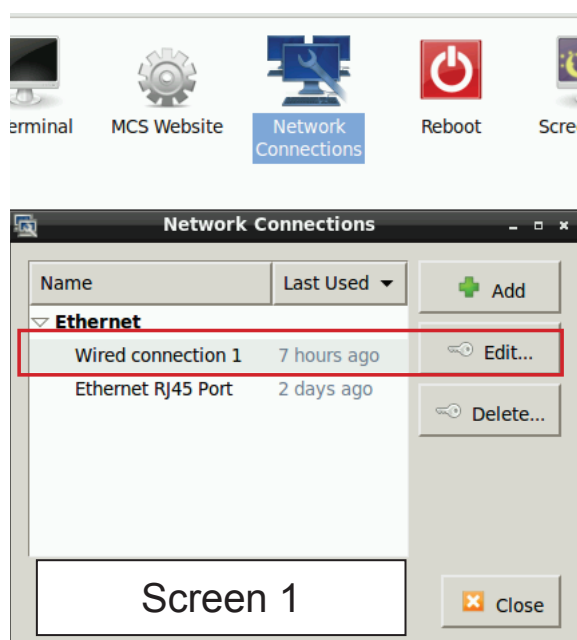 erminal MCS Website Network Connections Reboot Scre
Network Connections
Name Last Used Add
Ethernet
Wired connection 1 7 hours ago Edit...
Ethernet RJ45 Port 2 days ago
Delete...
Screen 1
Close